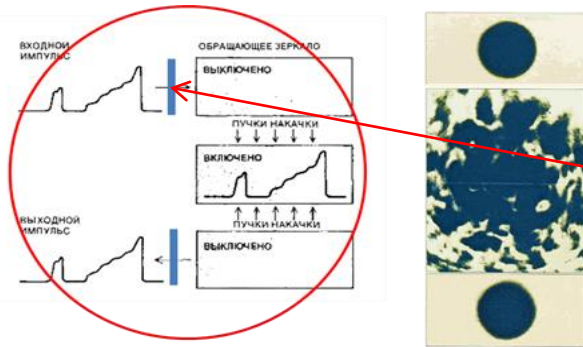 ВХОДНОЙ
ИМПУЛЬС
ОБРАЩАЮЩЕЕ ЗЕРКАЛО
ВЫКЛЮЧЕНО
ПУЧКИ НАКАЧКИ
ВКЛЮЧЕНО
ПУЧКИ НАКАЧКИ
ВЫХОДНОЙ
ИМПУЛЬС
ВЫКЛЮЧЕНО